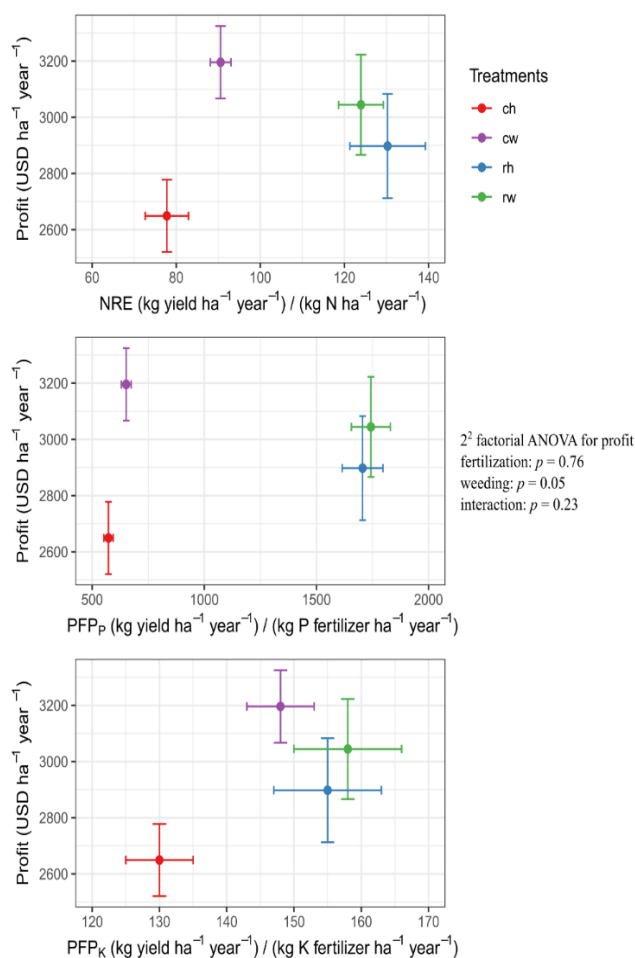 3200
3000
2800
2600
Profit (USD ha⁻¹ year ⁻¹)
60 80 100 120 140
NRE (kg yield ha⁻¹ year⁻¹) / (kg N ha⁻¹ year⁻¹)
Treatments
ch
cw
rh
rw
3200
3000
2800
2600
Profit (USD ha⁻¹ year ⁻¹)
500 1000 1500 2000
PFP_P (kg yield ha⁻¹ year⁻¹) / (kg P fertilizer ha⁻¹ year⁻¹)
2² factorial ANOVA for profit
fertilization: p = 0.76
weeding: p = 0.05
interaction: p = 0.23
3200
3000
2800
2600
Profit (USD ha⁻¹ year ⁻¹)
120 130 140 150 160 170
PFP_K (kg yield ha⁻¹ year⁻¹) / (kg K fertilizer ha⁻¹ year⁻¹)